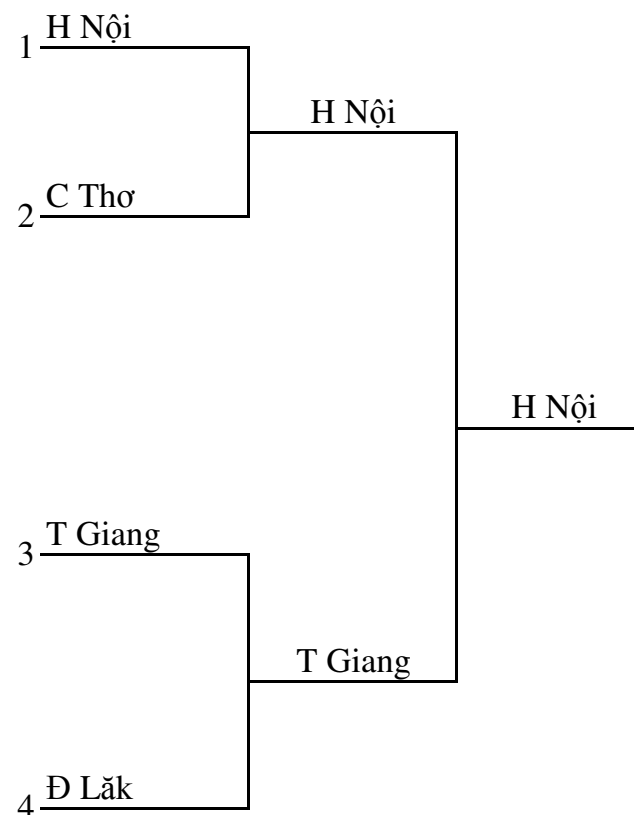 1 H Nội
H Nội
2 C Thơ
H Nội
3 T Giang
T Giang
4 Đ Lăk